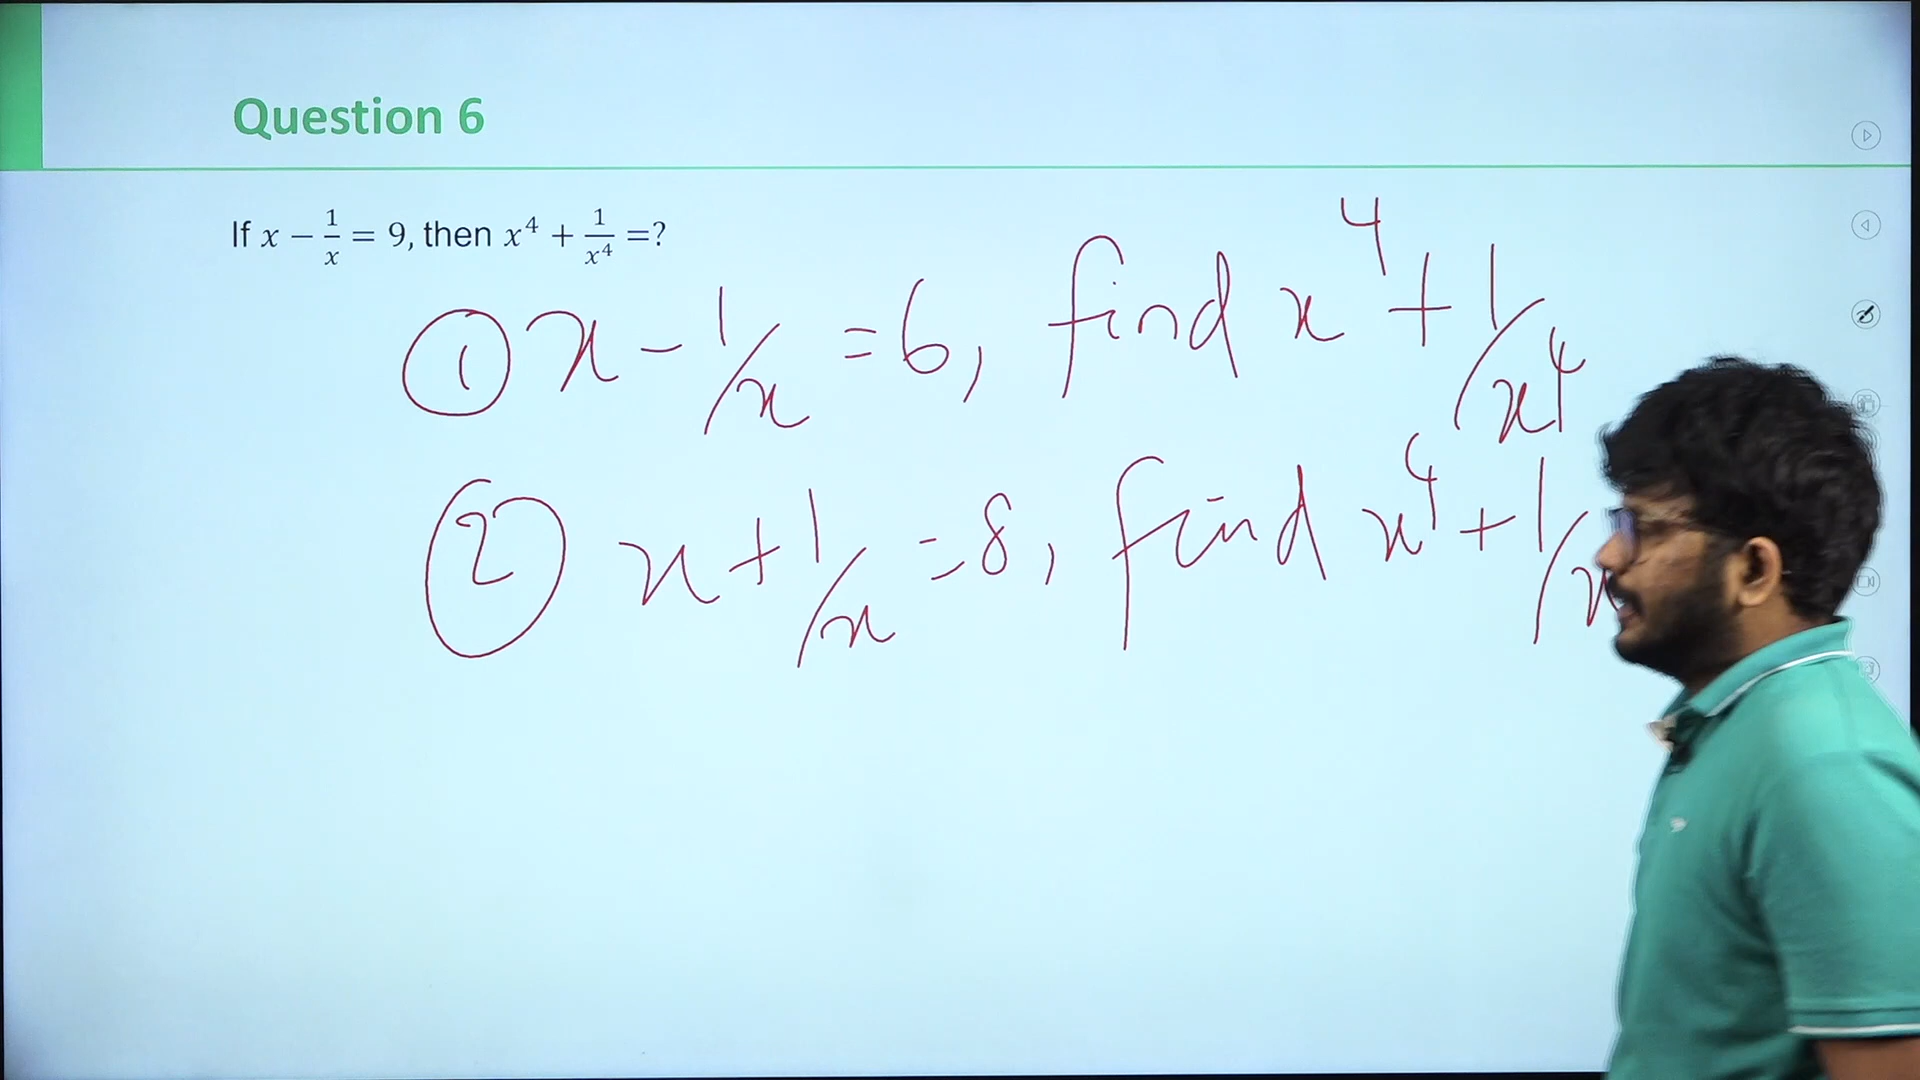 Question 6
If x − 1/x = 9, then x⁴ + 1/x⁴ =?
① x − 1/x = 6, find x⁴ + 1/x⁴
② x + 1/x = 8, find x⁴ + 1/x